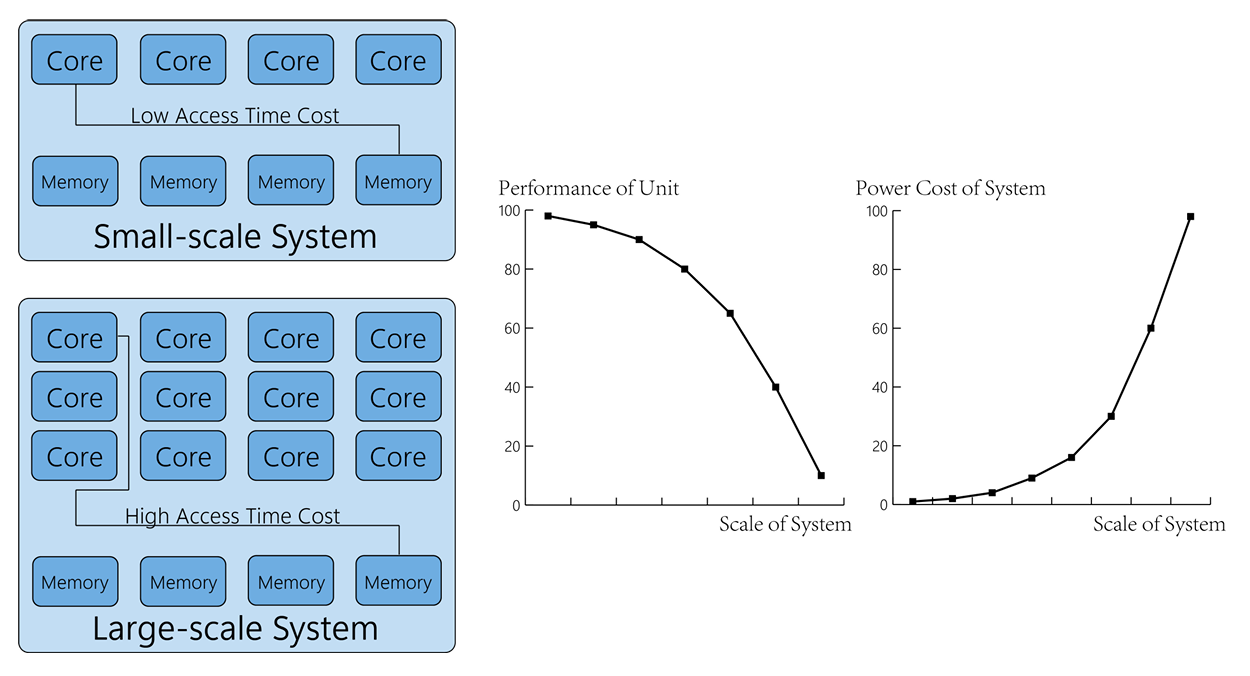 Core Core Core Core
Low Access Time Cost
Memory Memory Memory Memory
Small-scale System
Core Core Core Core
Core Core Core Core
Core Core Core Core
High Access Time Cost
Memory Memory Memory Memory
Large-scale System
Performance of Unit
100
80
60
40
20
0
Scale of System
Power Cost of System
100
80
60
40
20
0
Scale of System